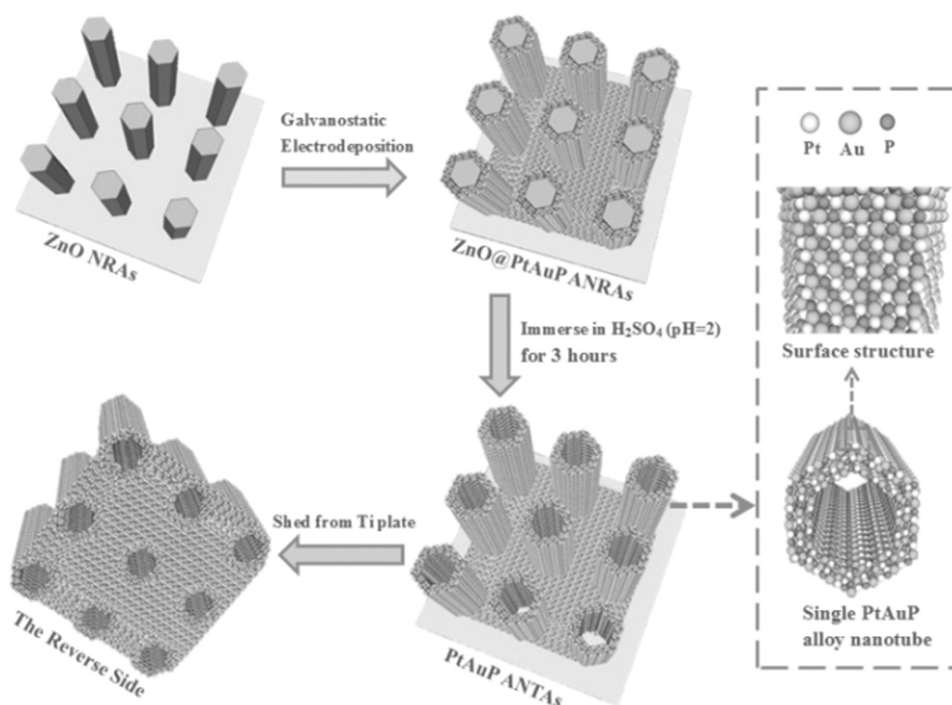 Galvanostatic
Electrodeposition
ZnO NRAs
ZnO@PtAuP ANRAs
Immerse in H₂SO₄ (pH=2)
for 3 hours
Shed from Ti plate
The Reverse Side
PtAuP ANTAs
Pt Au P
Surface structure
Single PtAuP
alloy nanotube